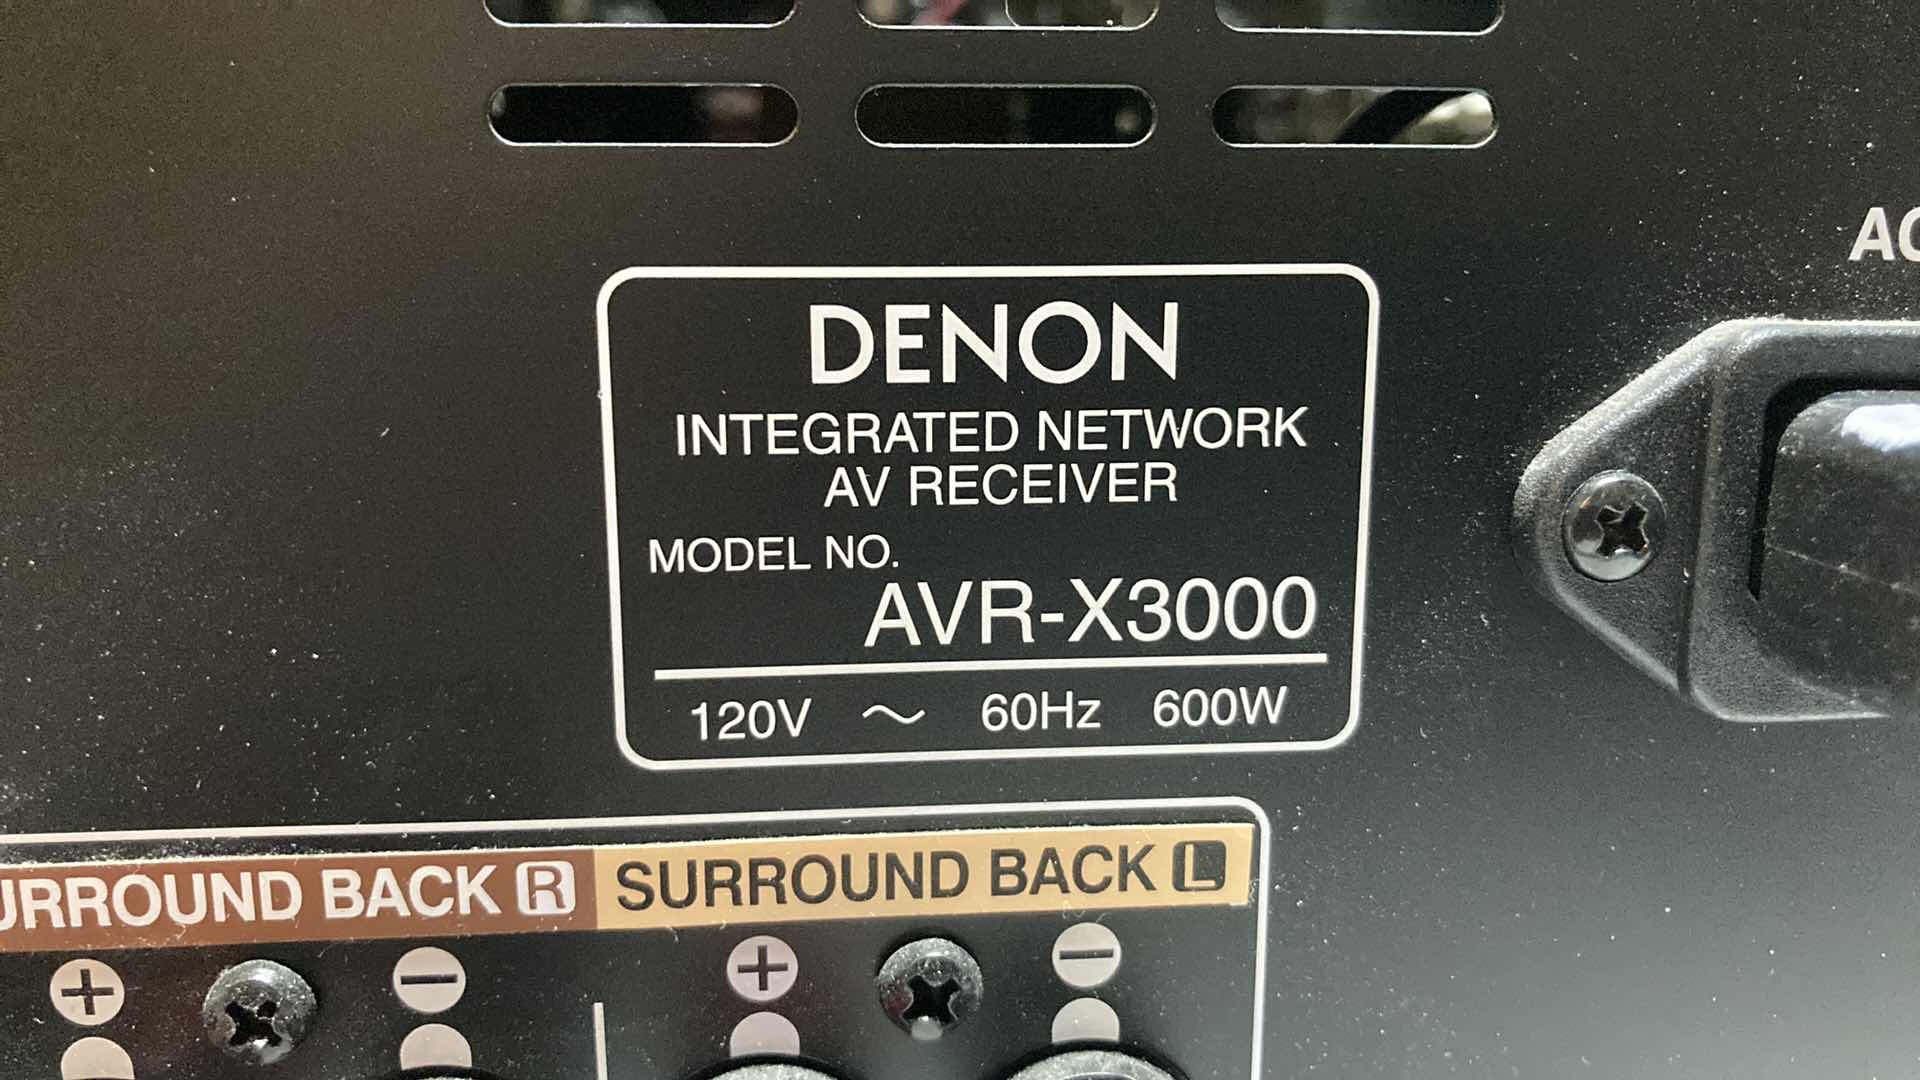 AC
DENON
INTEGRATED NETWORK
AV RECEIVER
MODEL NO.
AVR-X3000
120V ~ 60Hz 600W
URROUND BACK R
SURROUND BACK L
+ − + −